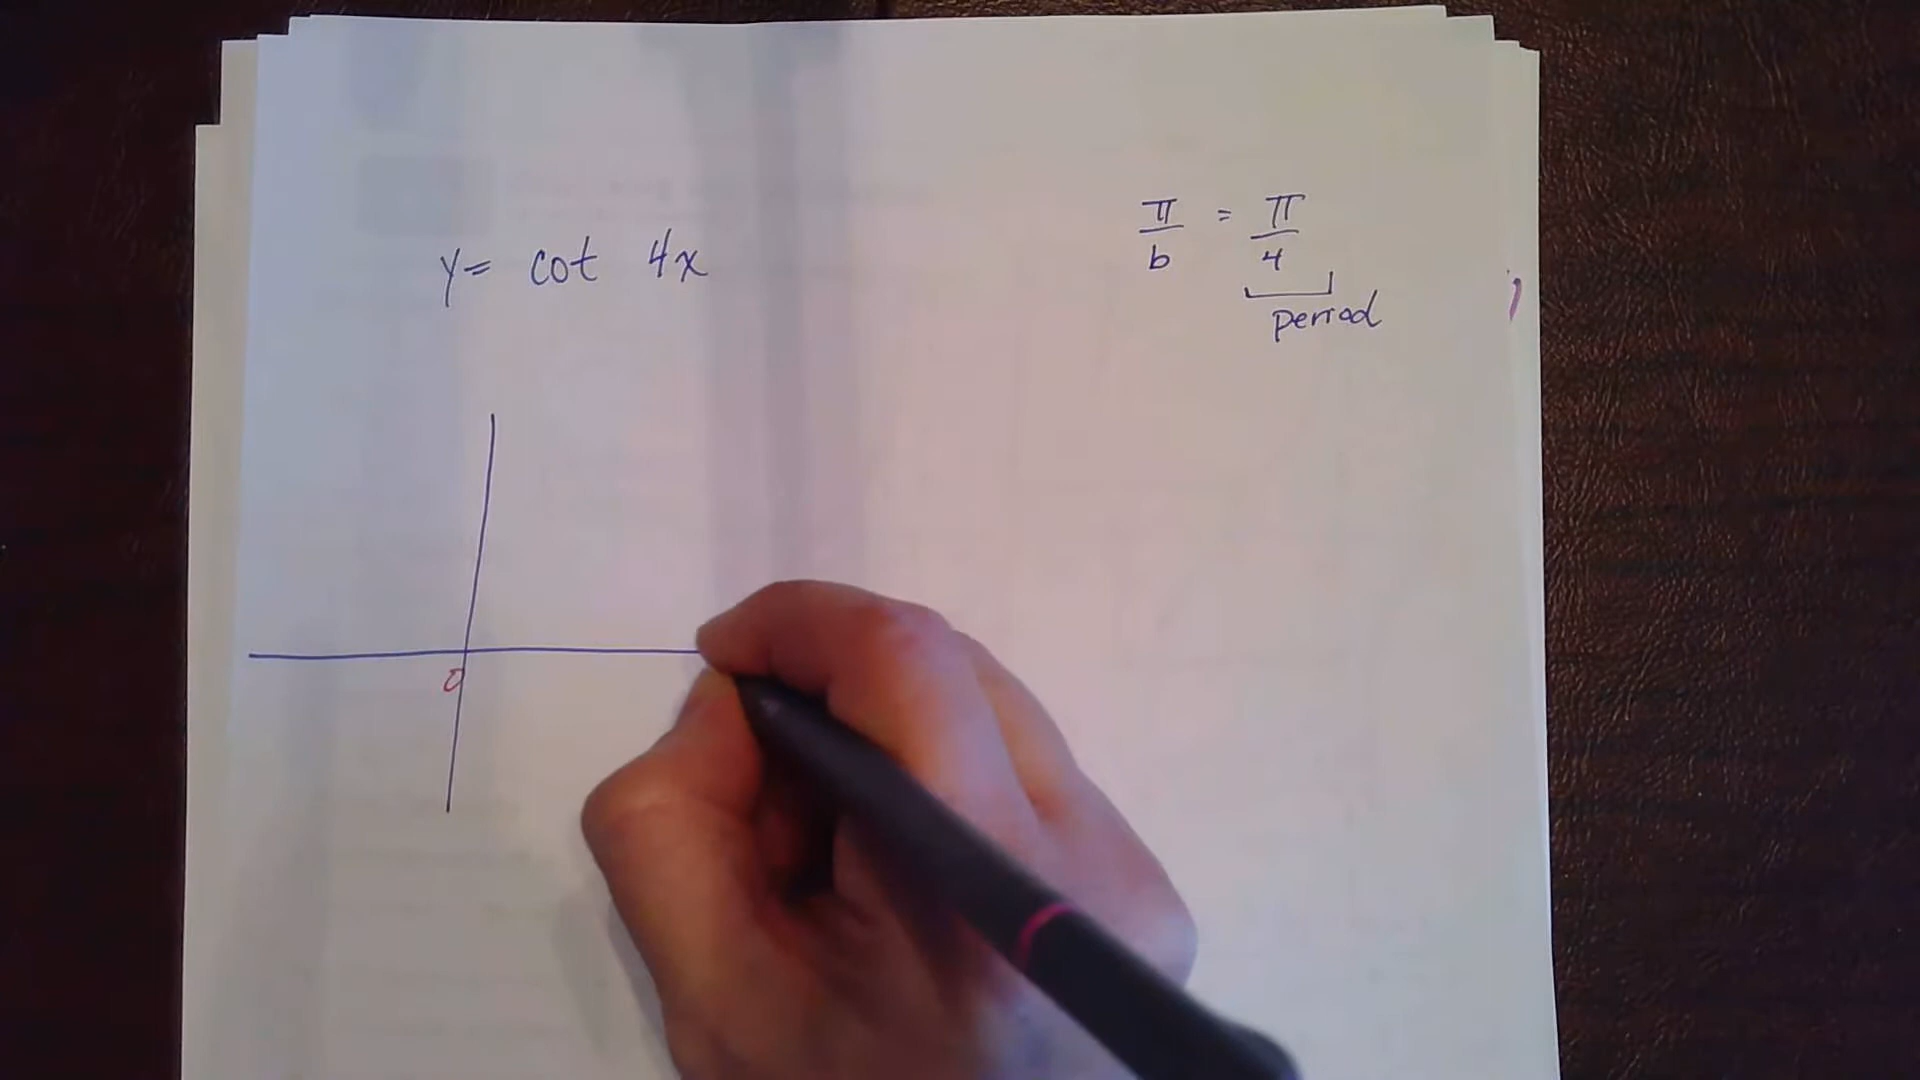 y= cot 4x
π/b = π/4
period
0